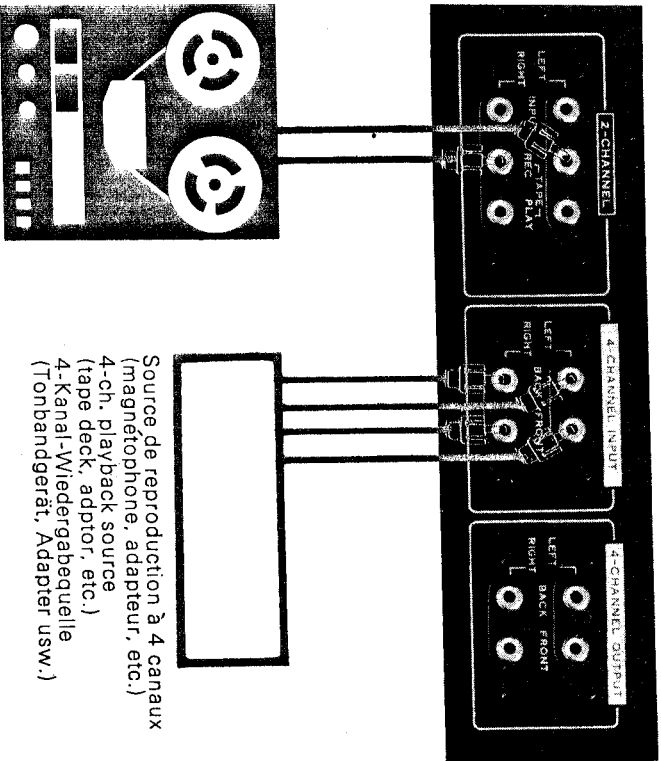 2-CHANNEL
LEFT
RIGHT
TAPE
INPUT REC PLAY
4-CHANNEL INPUT
LEFT
RIGHT
BACK FRONT
4-CHANNEL OUTPUT
LEFT
RIGHT
BACK FRONT
Source de reproduction à 4 canaux
(magnétophone, adapteur, etc.)
4-ch. playback source
(tape deck, adptor, etc.)
4-Kanal-Wiedergabequelle
(Tonbandgerät, Adapter usw.)